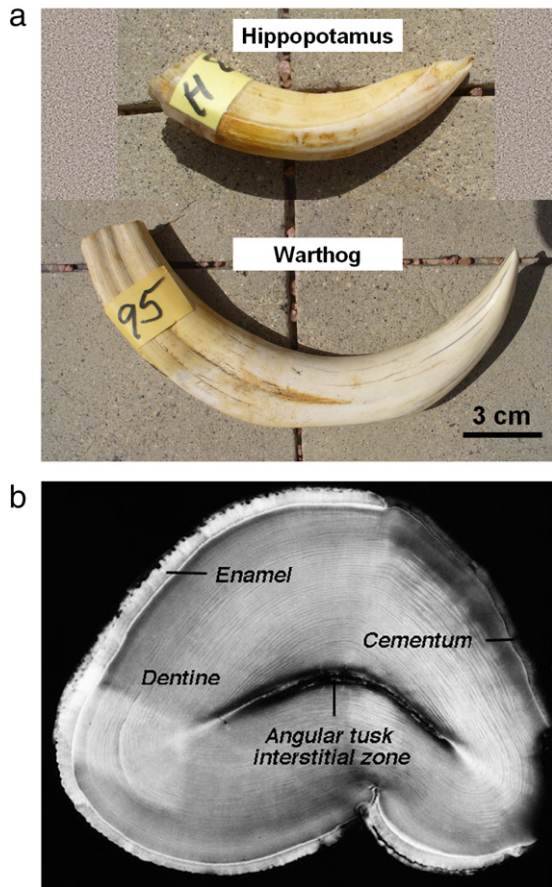 a
Hippopotamus
H
Warthog
95
3 cm
b
Enamel
Cementum
Dentine
Angular tusk
interstitial zone